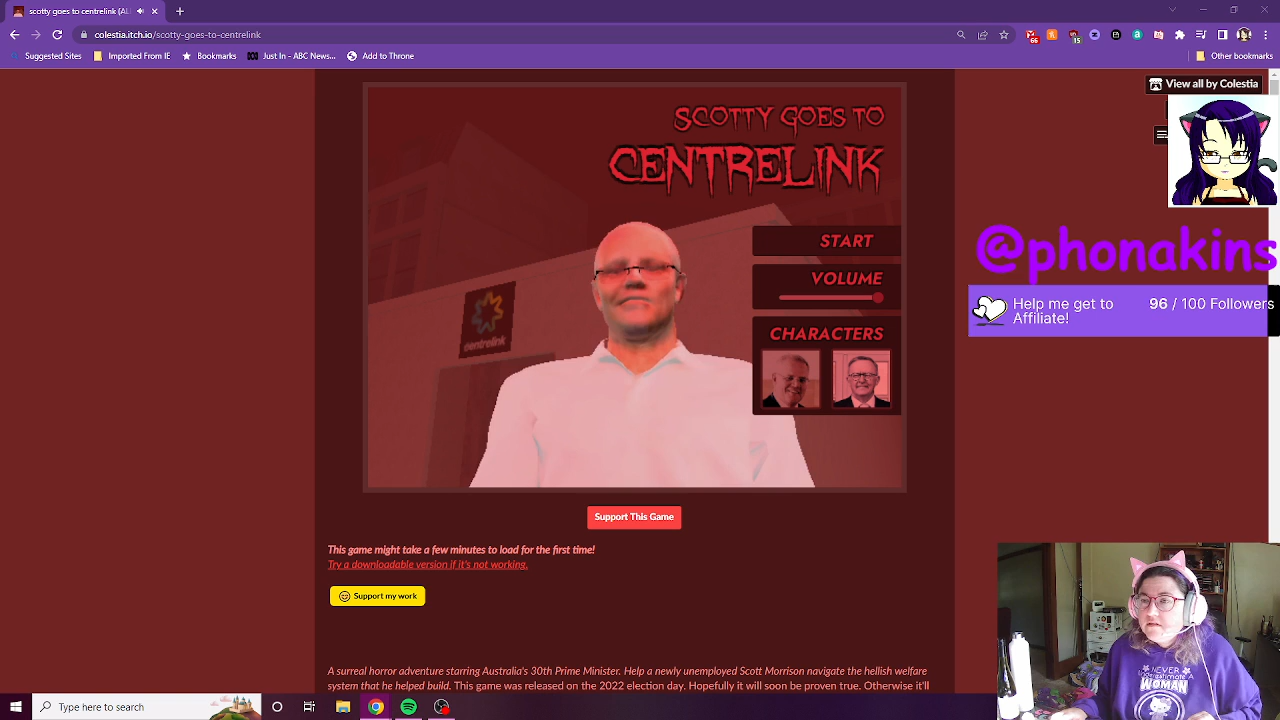 scotty goes to centrelink (AL
colestia.itch.io/scotty-goes-to-centrelink
Suggested Sites
Imported From IE
Bookmarks
Just In - ABC News...
Add to Throne
Other bookmarks
View all by Colestia
SCOTTY GOES TO
CENTRELINK
START
VOLUME
CHARACTERS
centrelink
@phonakins
Help me get to 96 / 100 Followers
Affiliate!
Support This Game
This game might take a few minutes to load for the first time!
Try a downloadable version if it's not working.
Support my work
A surreal horror adventure starring Australia's 30th Prime Minister. Help a newly unemployed Scott Morrison navigate the hellish welfare
system that he helped build. This game was released on the 2022 election day. Hopefully it will soon be proven true. Otherwise it'll
NEVER
WOMAN
Type here to search